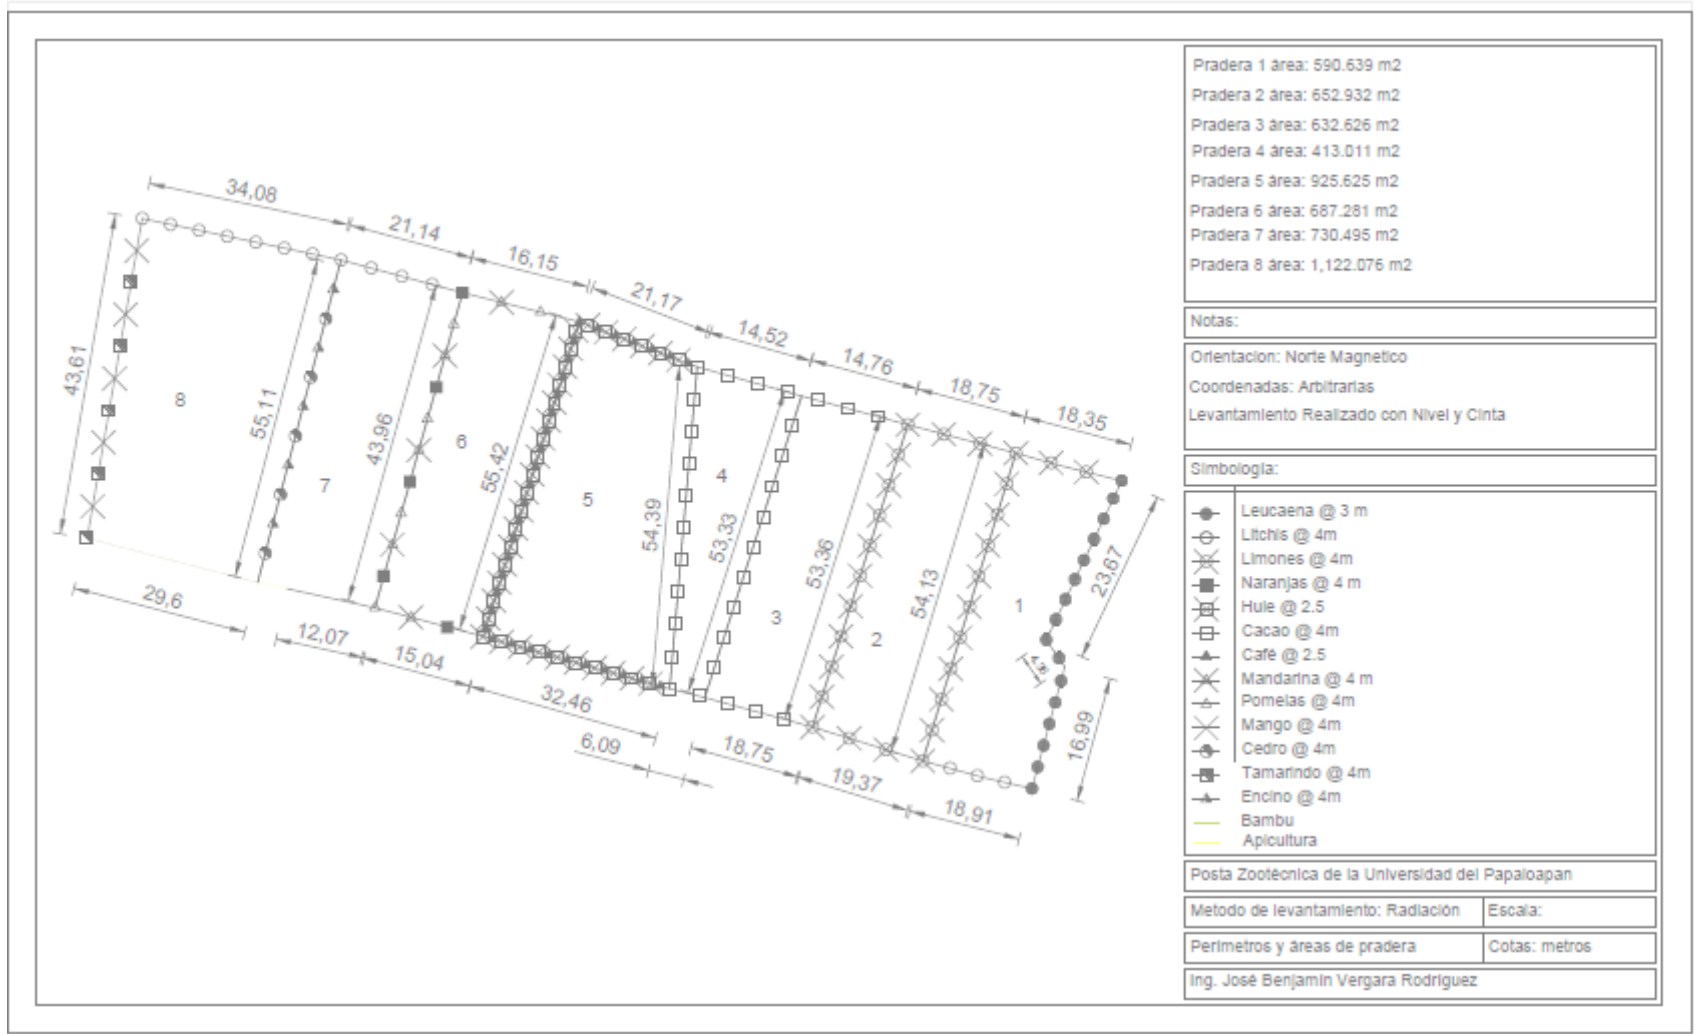 34,08
21,14
16,15
21,17
14,52
14,76
18,75
18,35
43,61
8
55,11
7
43,96
6
55,42
5
54,39
4
53,33
3
53,36
2
54,13
1
23,67
4,36
16,99
29,6
12,07
15,04
32,46
6,09
18,75
19,37
18,91
Pradera 1 área: 590.639 m2
Pradera 2 área: 652.932 m2
Pradera 3 área: 632.626 m2
Pradera 4 área: 413.011 m2
Pradera 5 área: 925.625 m2
Pradera 6 área: 687.281 m2
Pradera 7 área: 730.495 m2
Pradera 8 área: 1,122.076 m2
Notas:
Orientacion: Norte Magnetico
Coordenadas: Arbitrarias
Levantamiento Realizado con Nivel y Cinta
Simbologia:
Leucaena @ 3 m
Litchis @ 4m
Limones @ 4m
Naranjas @ 4 m
Hule @ 2.5
Cacao @ 4m
Café @ 2.5
Mandarina @ 4 m
Pomelas @ 4m
Mango @ 4m
Cedro @ 4m
Tamarindo @ 4m
Encino @ 4m
Bambu
Apicultura
Posta Zootécnica de la Universidad del Papaloapan
Metodo de levantamiento: Radiación Escala:
Perimetros y áreas de pradera Cotas: metros
Ing. José Benjamín Vergara Rodríguez